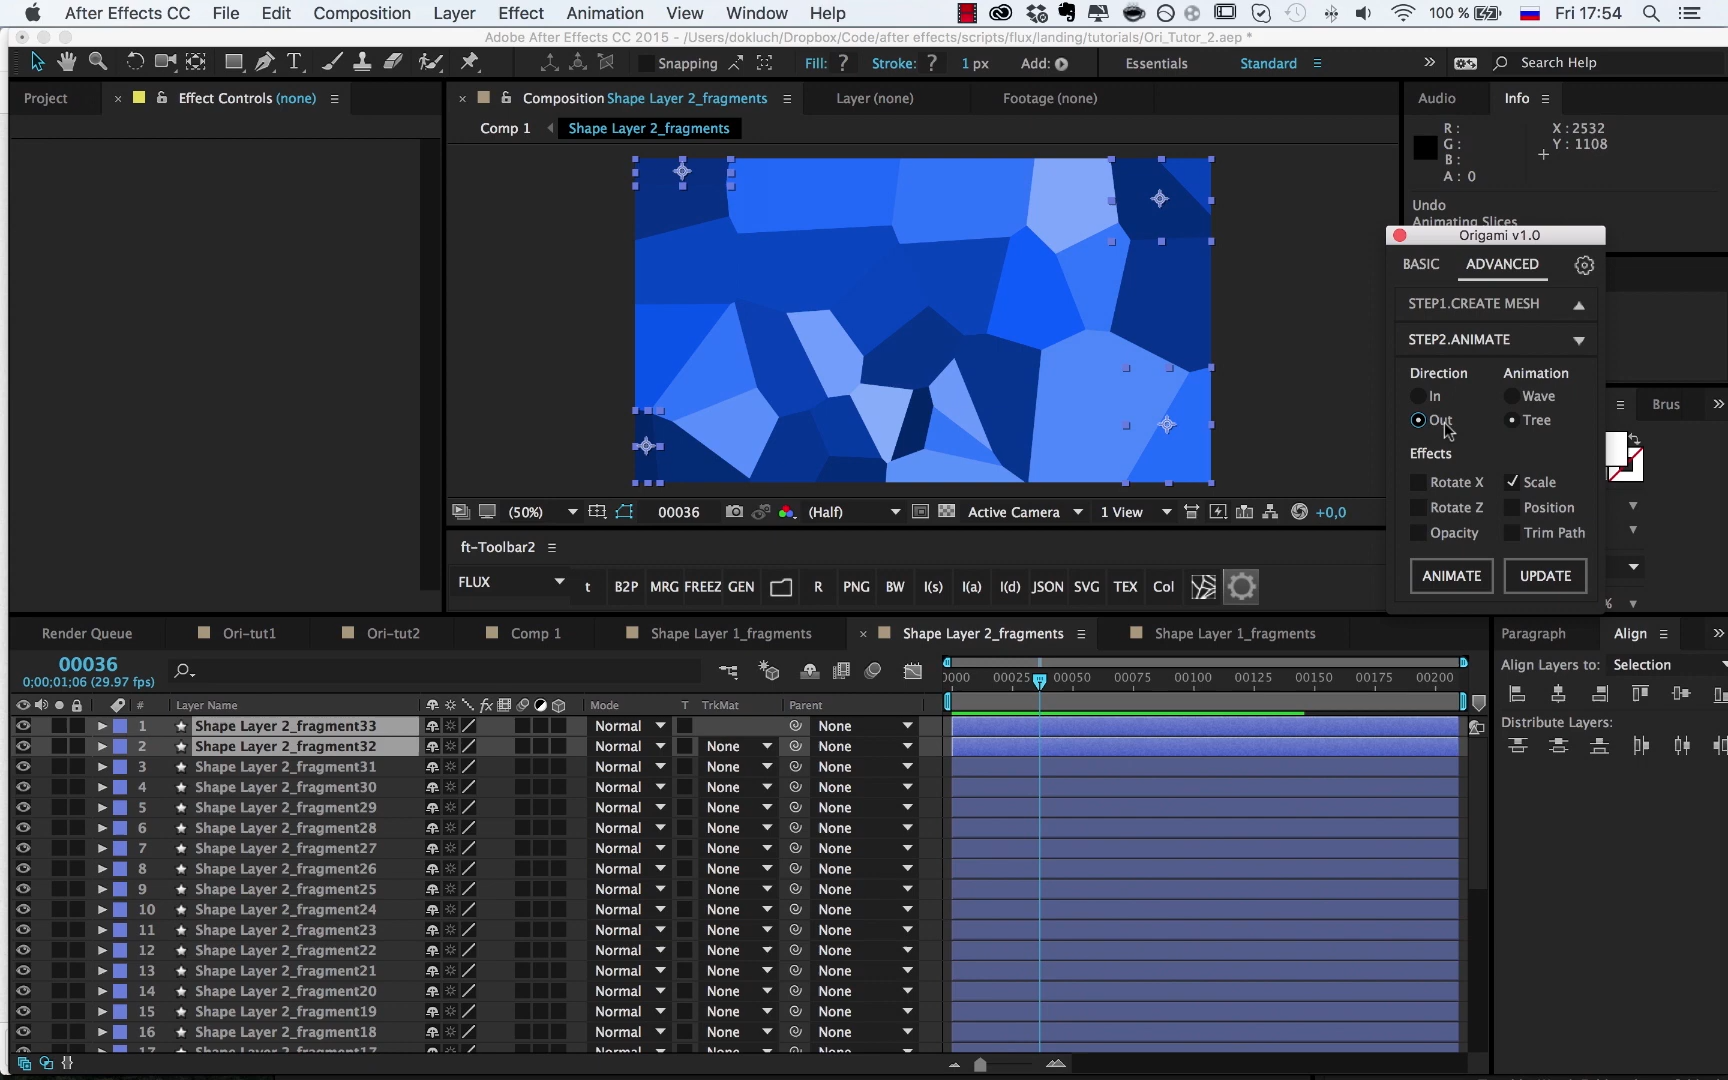 After Effects CC File Edit Composition Layer Effect Animation View Window Help 100 % Fri 17:54
Adobe After Effects CC 2015 - /Users/dokluch/Dropbox/Code/after effects/scripts/flux/landing/tutorials/Ori_Tutor_2.aep *
Snapping Fill: ? Stroke: ? 1 px Add: Essentials Standard Search Help
Project Effect Controls (none) Composition Shape Layer 2_fragments Layer (none) Footage (none) Audio Info
Comp 1 Shape Layer 2_fragments
R: X : 2532
G: Y : 1108
B:
A: 0
Undo
Animating Slices
Origami v1.0
BASIC ADVANCED
STEP1.CREATE MESH
STEP2.ANIMATE
Direction Animation
In Wave
Out Tree
Brus
Effects
Rotate X Scale
Rotate Z Position
Opacity Trim Path
ANIMATE UPDATE
%
(50%) 00036 (Half) Active Camera 1 View +0,0
ft-Toolbar2
FLUX t B2P MRG FREEZ GEN R PNG BW I(s) I(a) I(d) JSON SVG TEX Col
Render Queue Ori-tut1 Ori-tut2 Comp 1 Shape Layer 1_fragments Shape Layer 2_fragments Shape Layer 1_fragments
Paragraph Align
00036
0;00;01;06 (29.97 fps)
0000 00025 00050 00075 00100 00125 00150 00175 00200
Align Layers to: Selection
Distribute Layers:
# Layer Name Mode T TrkMat Parent
1 Shape Layer 2_fragment33 Normal None
2 Shape Layer 2_fragment32 Normal None None
3 Shape Layer 2_fragment31 Normal None None
4 Shape Layer 2_fragment30 Normal None None
5 Shape Layer 2_fragment29 Normal None None
6 Shape Layer 2_fragment28 Normal None None
7 Shape Layer 2_fragment27 Normal None None
8 Shape Layer 2_fragment26 Normal None None
9 Shape Layer 2_fragment25 Normal None None
10 Shape Layer 2_fragment24 Normal None None
11 Shape Layer 2_fragment23 Normal None None
12 Shape Layer 2_fragment22 Normal None None
13 Shape Layer 2_fragment21 Normal None None
14 Shape Layer 2_fragment20 Normal None None
15 Shape Layer 2_fragment19 Normal None None
16 Shape Layer 2_fragment18 Normal None None
17 Shape Layer 2_fragment17 Normal None None